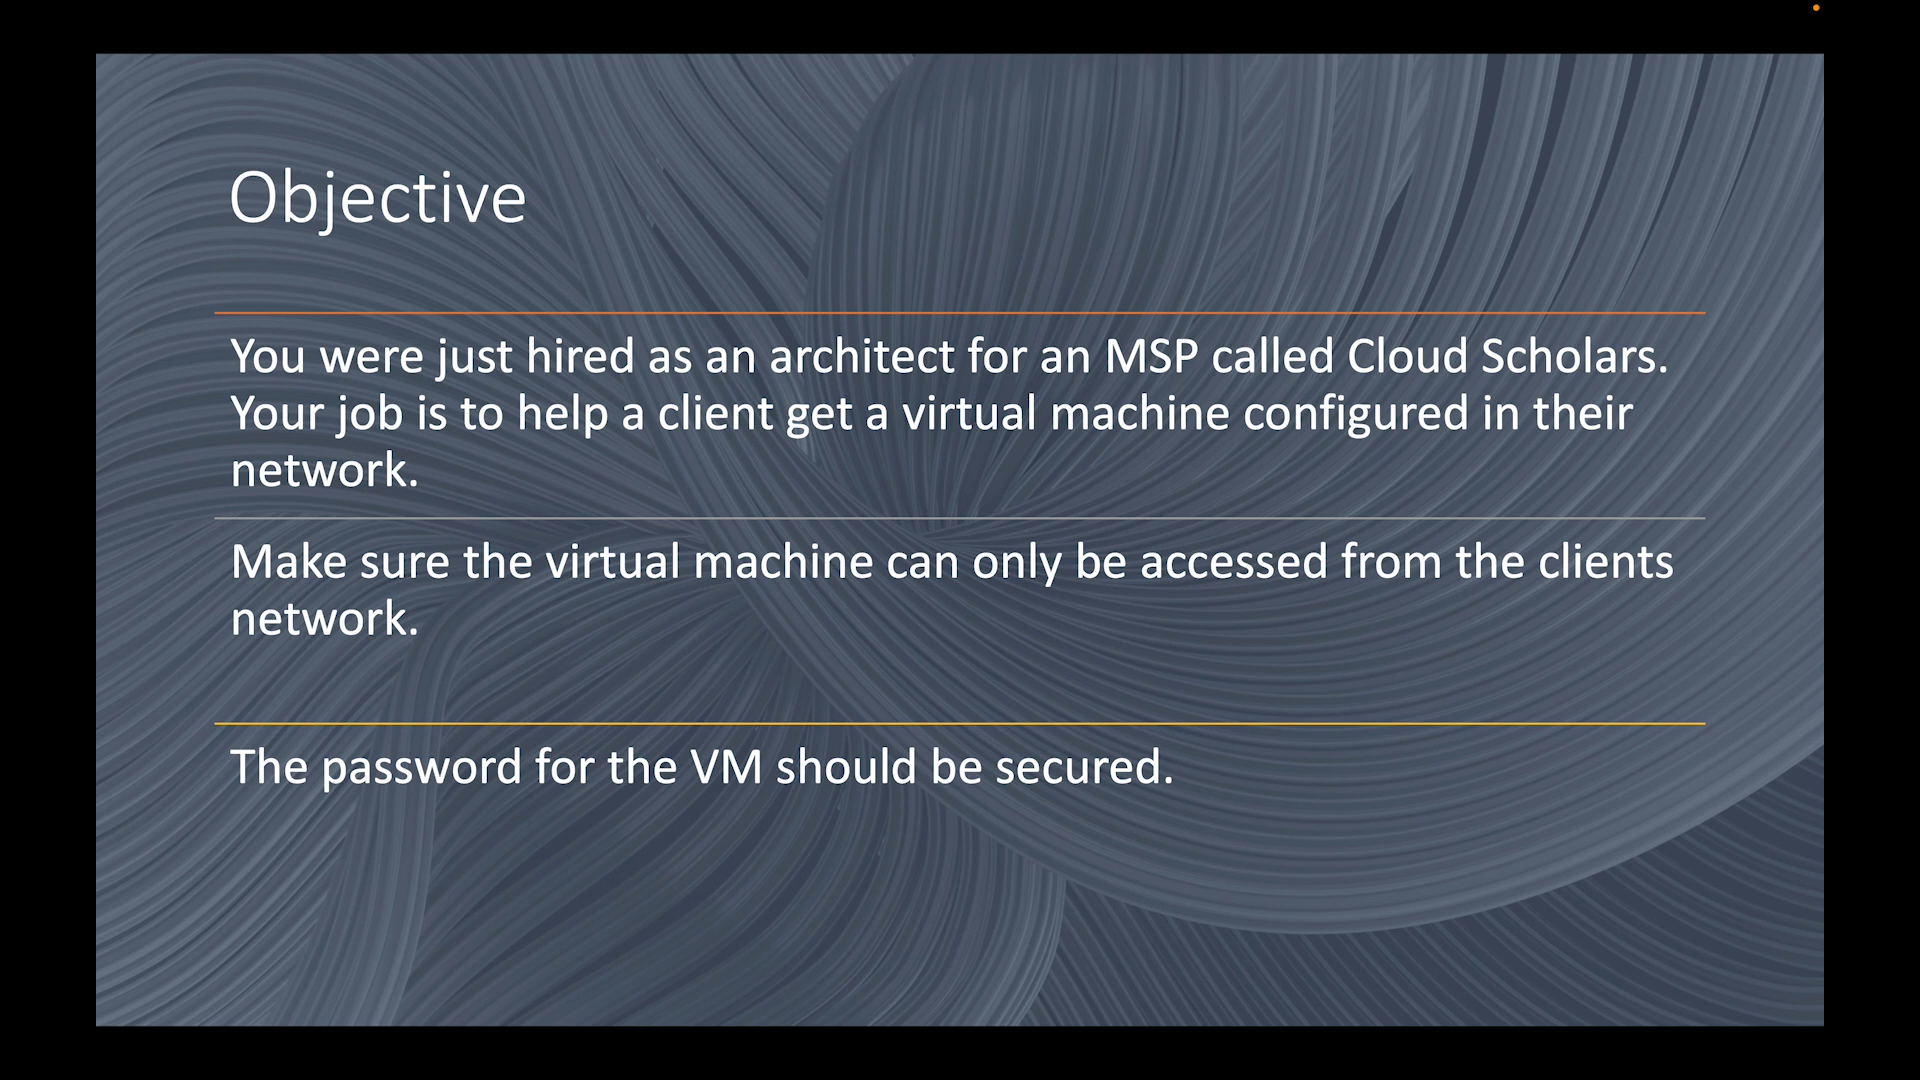 Objective
You were just hired as an architect for an MSP called Cloud Scholars.
Your job is to help a client get a virtual machine configured in their
network.
Make sure the virtual machine can only be accessed from the clients
network.
The password for the VM should be secured.